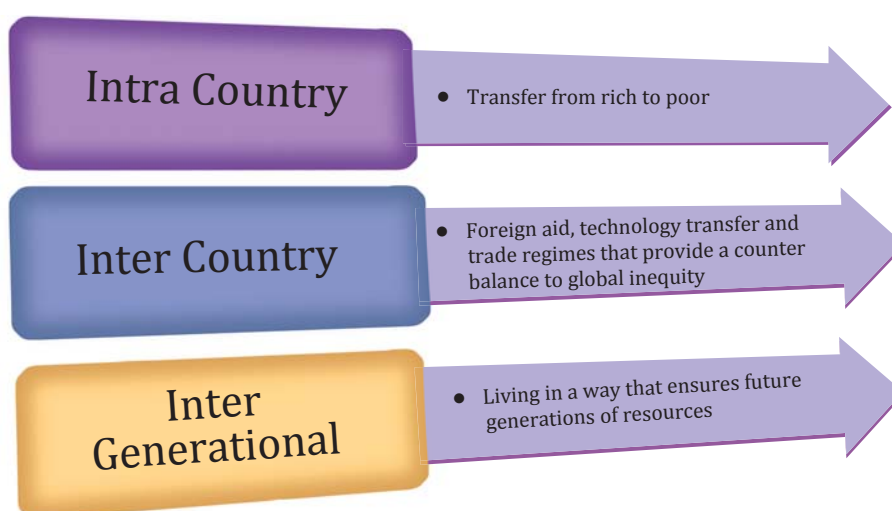 Intra Country
● Transfer from rich to poor
Inter Country
● Foreign aid, technology transfer and
trade regimes that provide a counter
balance to global inequity
Inter
Generational
● Living in a way that ensures future
generations of resources